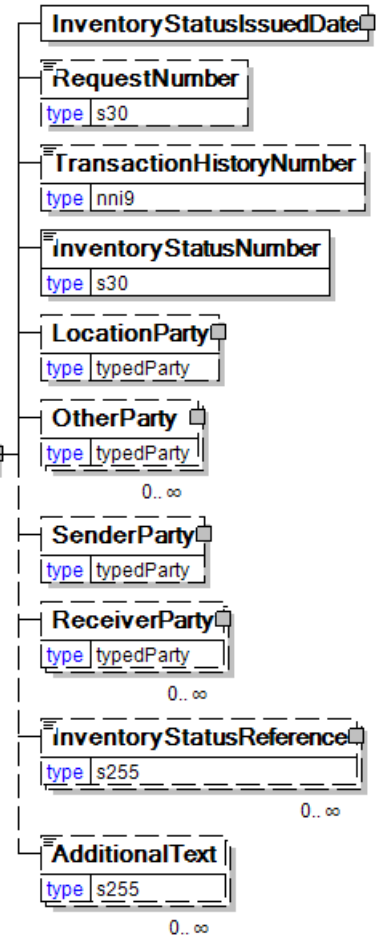 InventoryStatusIssuedDate
RequestNumber
type s30
TransactionHistoryNumber
type nni9
InventoryStatusNumber
type s30
LocationParty
type typedParty
OtherParty
type typedParty
0.. ∞
SenderParty
type typedParty
ReceiverParty
type typedParty
0.. ∞
InventoryStatusReference
type s255
0.. ∞
AdditionalText
type s255
0.. ∞